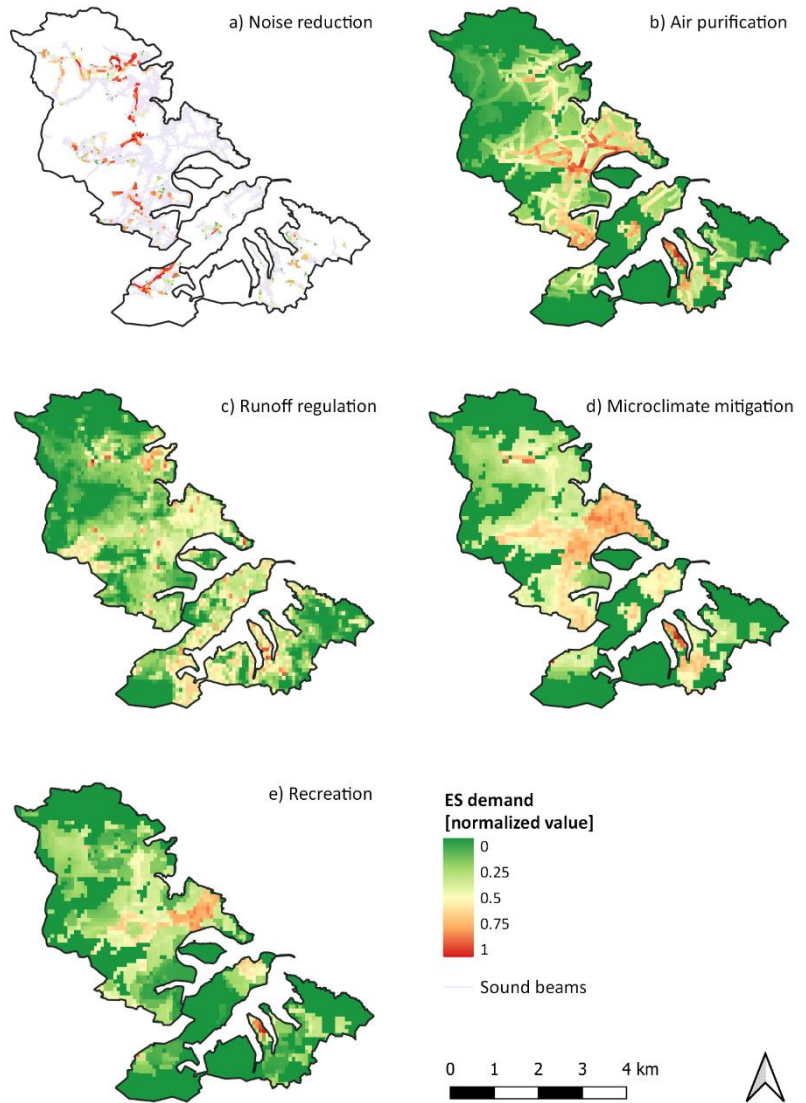 a) Noise reduction
b) Air purification
c) Runoff regulation
d) Microclimate mitigation
e) Recreation
ES demand
[normalized value]
0
0.25
0.5
0.75
1
Sound beams
0 1 2 3 4 km